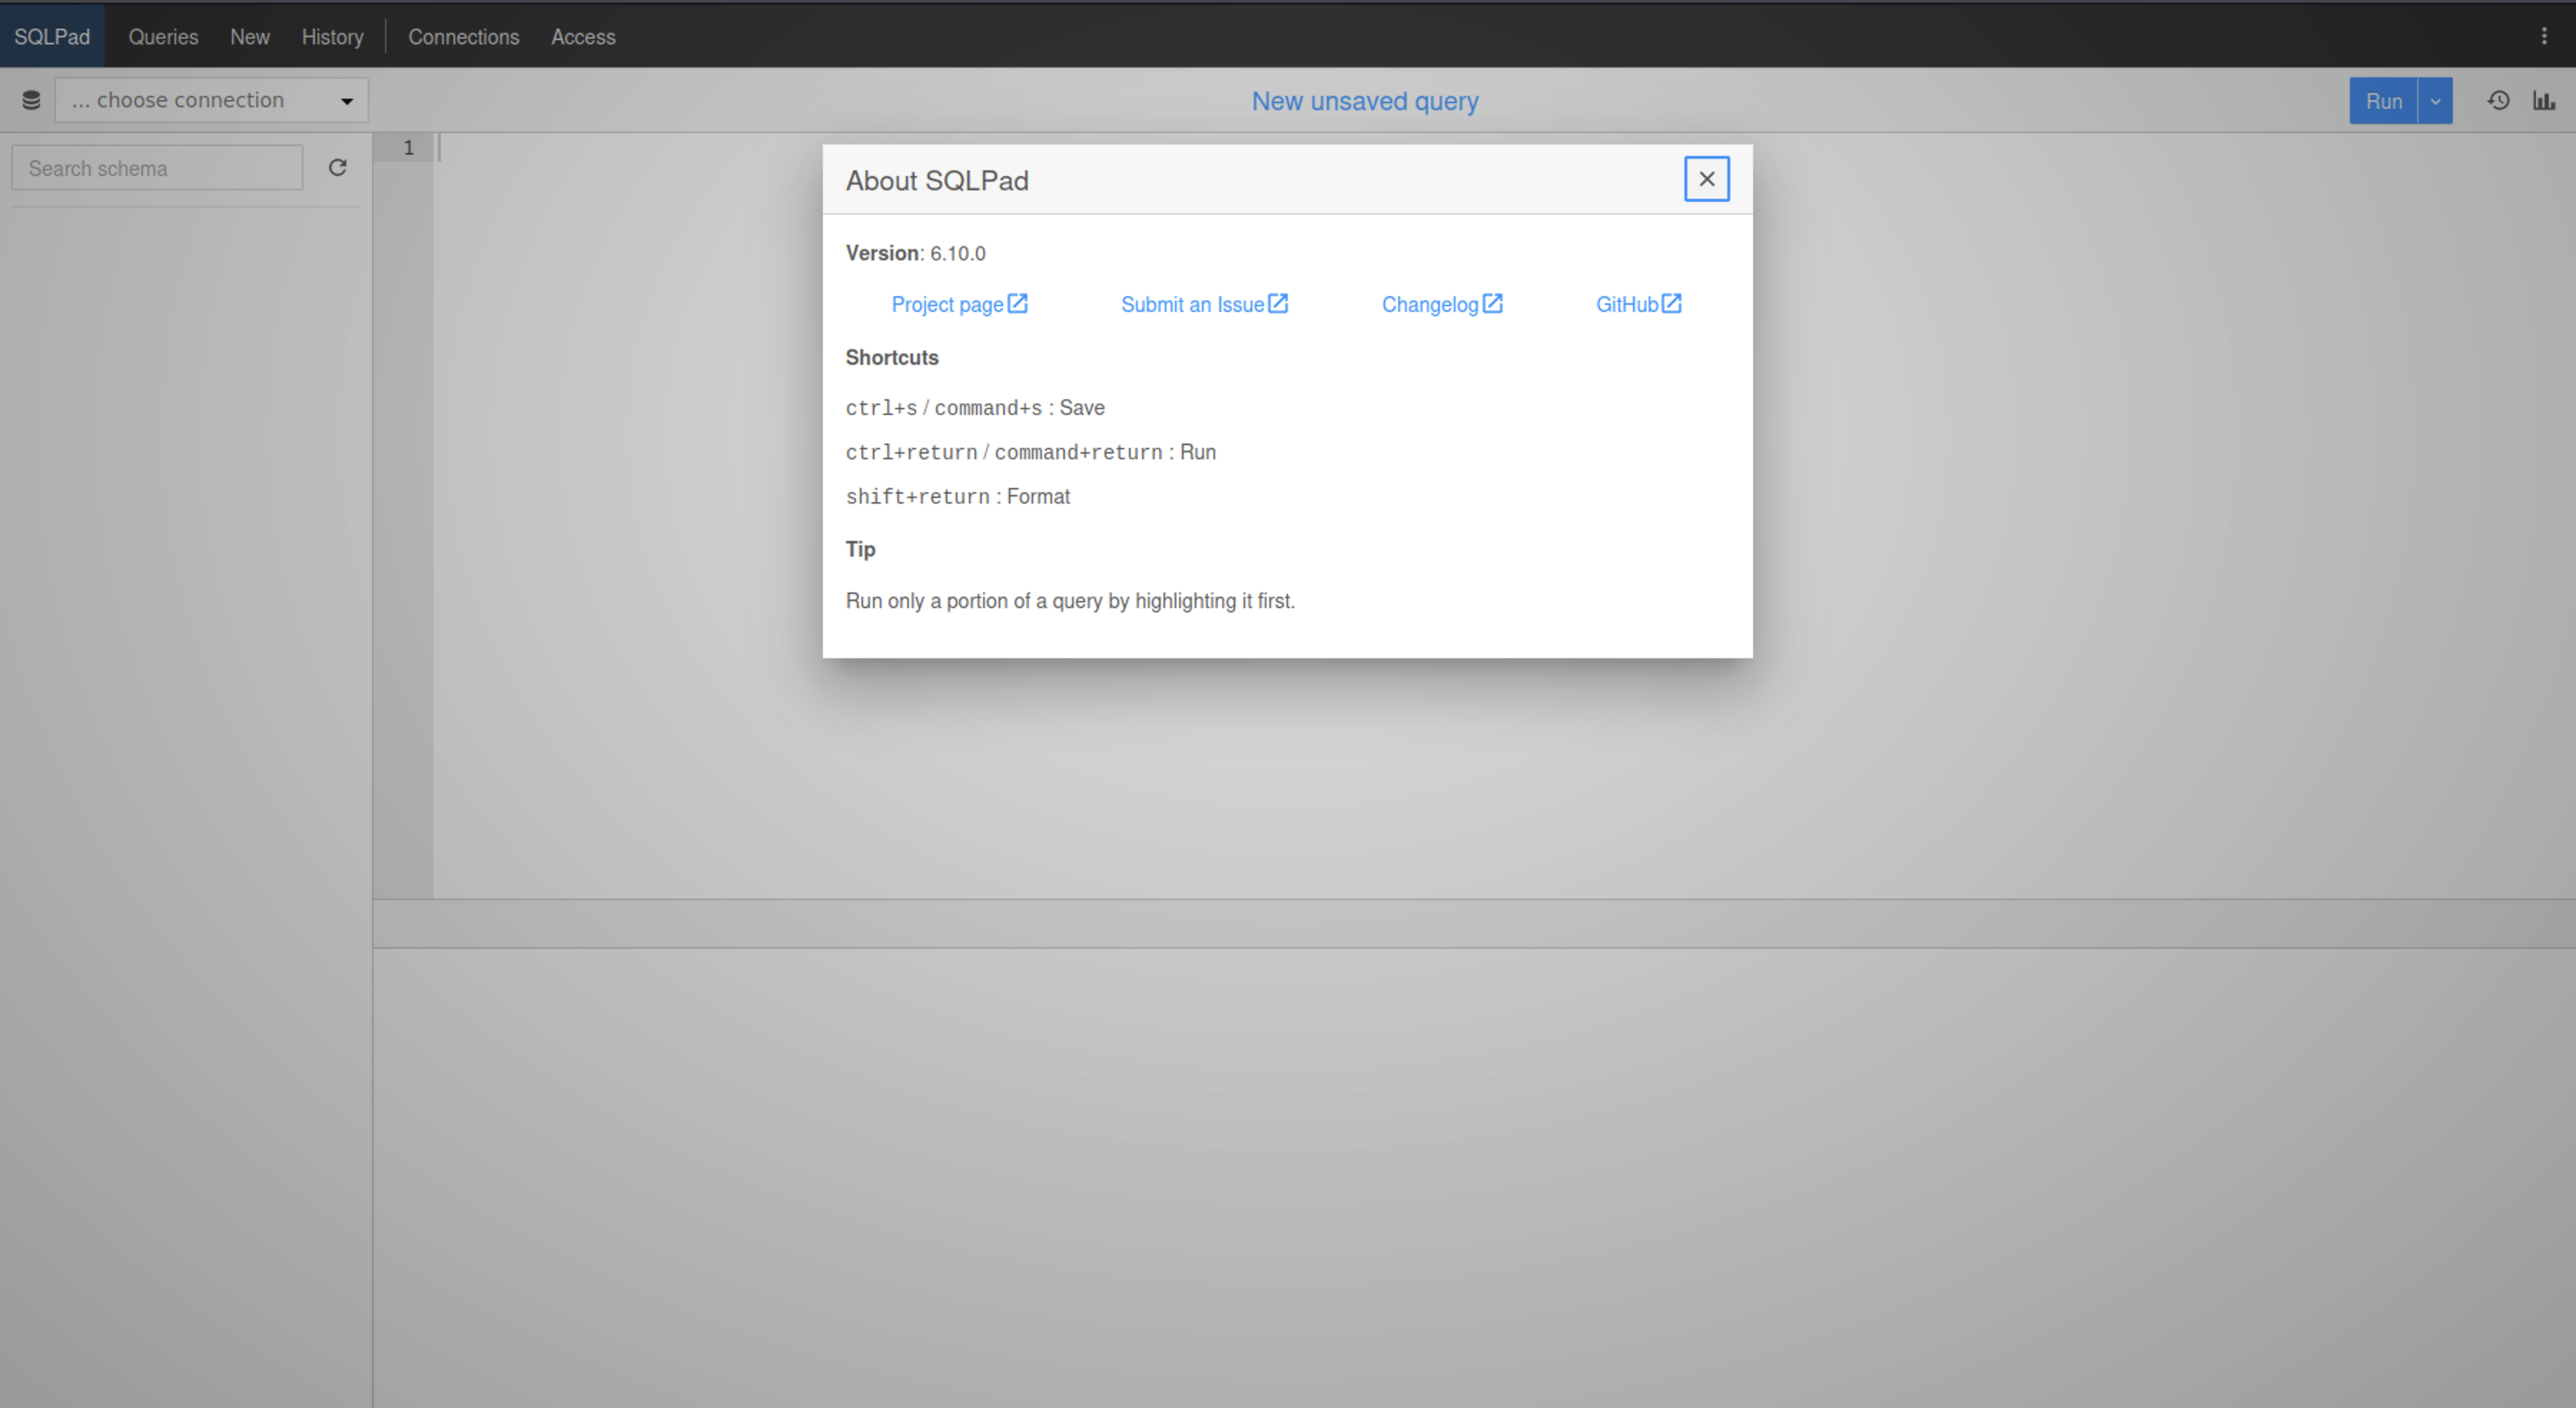 SQLPad Queries New History Connections Access
... choose connection New unsaved query Run
Search schema
1
About SQLPad
Version: 6.10.0
Project page Submit an Issue Changelog GitHub
Shortcuts
ctrl+s / command+s : Save
ctrl+return / command+return : Run
shift+return : Format
Tip
Run only a portion of a query by highlighting it first.